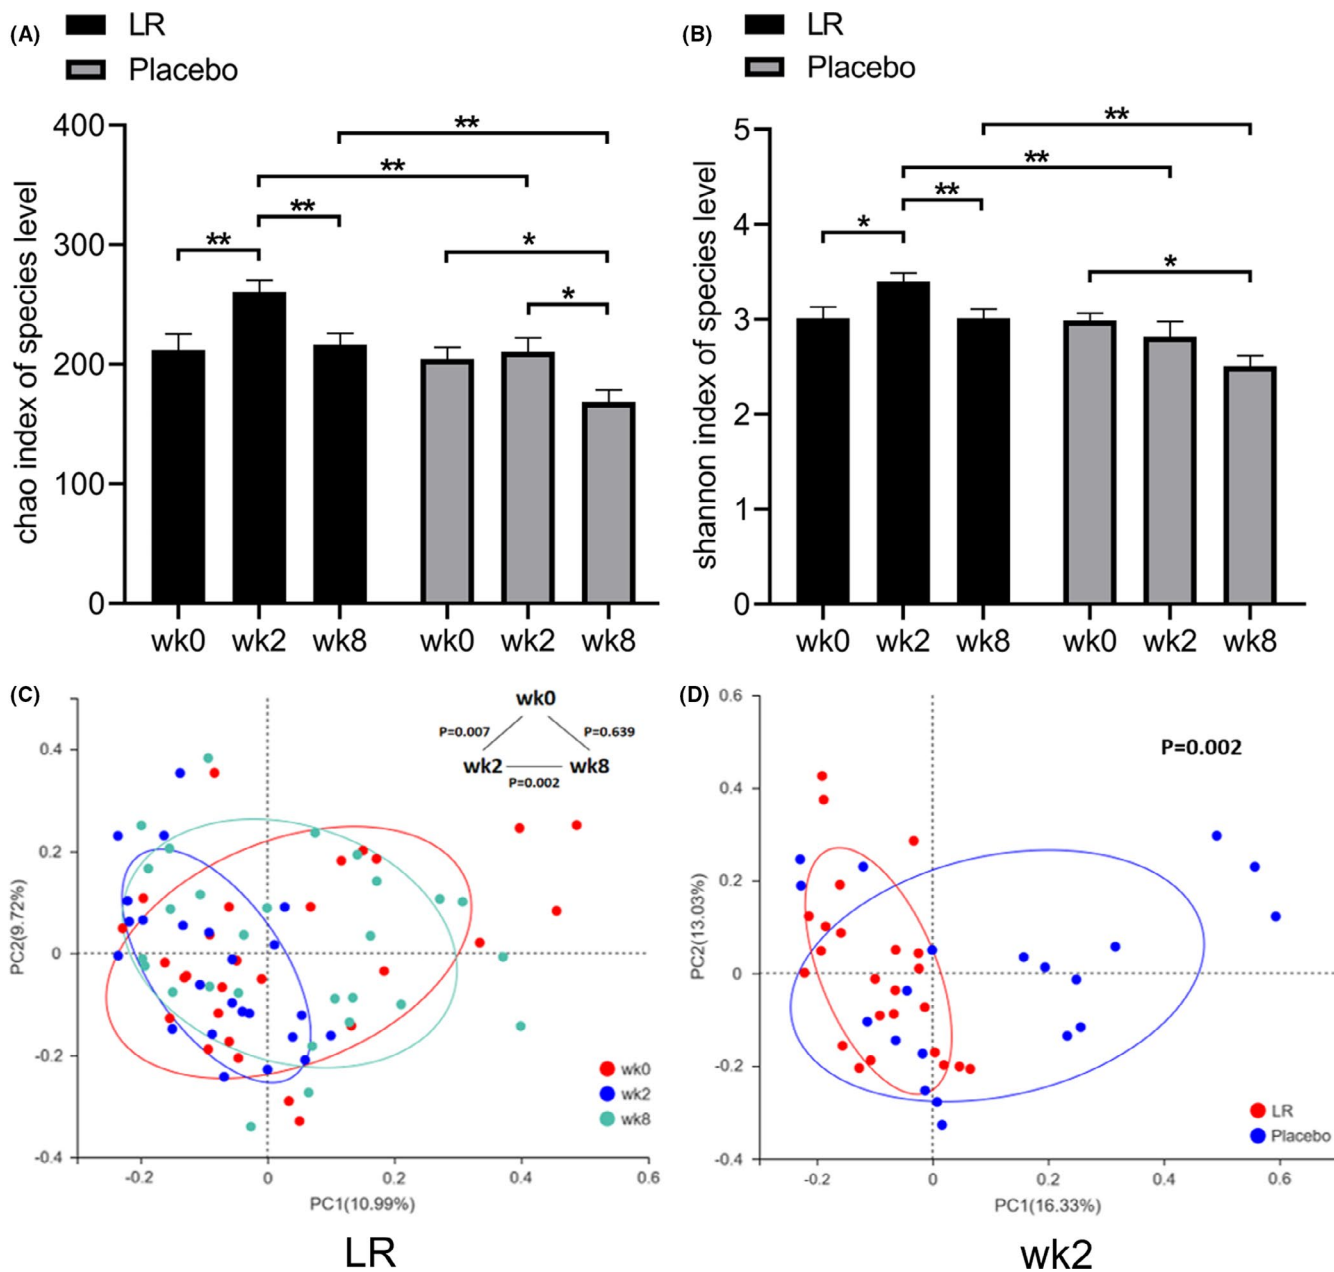 (A)
LR
Placebo
chao index of species level
400
300
200
100
0
**
**
**
**
*
*
wk0 wk2 wk8 wk0 wk2 wk8
(B)
LR
Placebo
shannon index of species level
5
4
3
2
1
0
**
**
**
*
*
wk0 wk2 wk8 wk0 wk2 wk8
(C)
wk0
P=0.007 P=0.639
wk2 wk8
P=0.002
PC2(9.72%)
0.4
0.2
0
-0.2
-0.4
wk0
wk2
wk8
-0.2 0 0.2 0.4 0.6
PC1(10.99%)
LR
(D)
P=0.002
PC2(13.03%)
0.6
0.4
0.2
0
-0.2
-0.4
LR
Placebo
-0.2 0 0.2 0.4 0.6
PC1(16.33%)
wk2